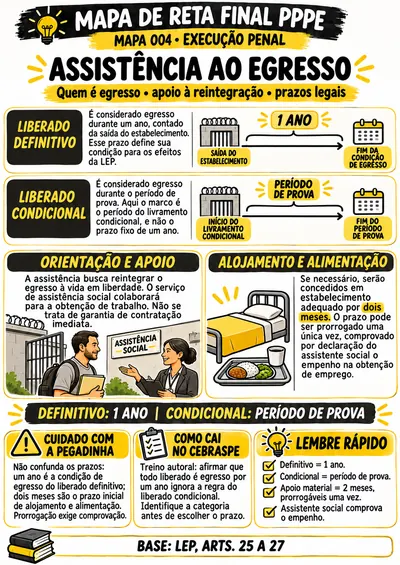 MAPA DE RETA FINAL PPPE
MAPA 004 • EXECUÇÃO PENAL
ASSISTÊNCIA AO EGRESSO
Quem é egresso • apoio à reintegração • prazos legais
LIBERADO
DEFINITIVO
É considerado egresso
durante um ano, contado
da saída do estabelecimento.
Esse prazo define sua
condição para os efeitos
da LEP.
1 ANO
SAÍDA DO
ESTABELECIMENTO
FIM DA
CONDIÇÃO
DE EGRESSO
LIBERADO
CONDICIONAL
É considerado egresso
durante o período de
prova. Aqui o marco é
o período do livramento
condicional, e não o
prazo fixo de um ano.
PERÍODO
DE PROVA
INÍCIO DO
LIVRAMENTO
CONDICIONAL
FIM DO
PERÍODO
DE PROVA
ORIENTAÇÃO E APOIO
A assistência busca reintegrar o
egresso à vida em liberdade. O serviço
de assistência social colaborará
para a obtenção de trabalho. Não se
trata de garantia de contratação
imediata.
ASSISTÊNCIA
SOCIAL
ALOJAMENTO E ALIMENTAÇÃO
Se necessário, serão
concedidos em
estabelecimento
adequado por dois
meses. O prazo pode
ser prorrogado uma
única vez, comprovado
por declaração do
assistente social o
empenho na obtenção
de emprego.
DEFINITIVO: 1 ANO | CONDICIONAL: PERÍODO DE PROVA
CUIDADO COM
A PEGADINHA
Não confunda os prazos:
um ano é a condição de
egresso do liberado definitivo;
dois meses são o prazo inicial
de alojamento e alimentação.
Prorrogação exige comprovação.
COMO CAI
NO CEBRASPE
Treino autoral: afirmar que
todo liberado é egresso por
um ano ignora a regra do
liberado condicional.
Identifique a categoria
antes de escolher o prazo.
LEMBRE RÁPIDO
Definitivo = 1 ano.
Condicional = período de prova.
Apoio material = 2 meses,
prorrogáveis uma vez.
Assistente social comprova
o empenho.
BASE: LEP, ARTS. 25 A 27